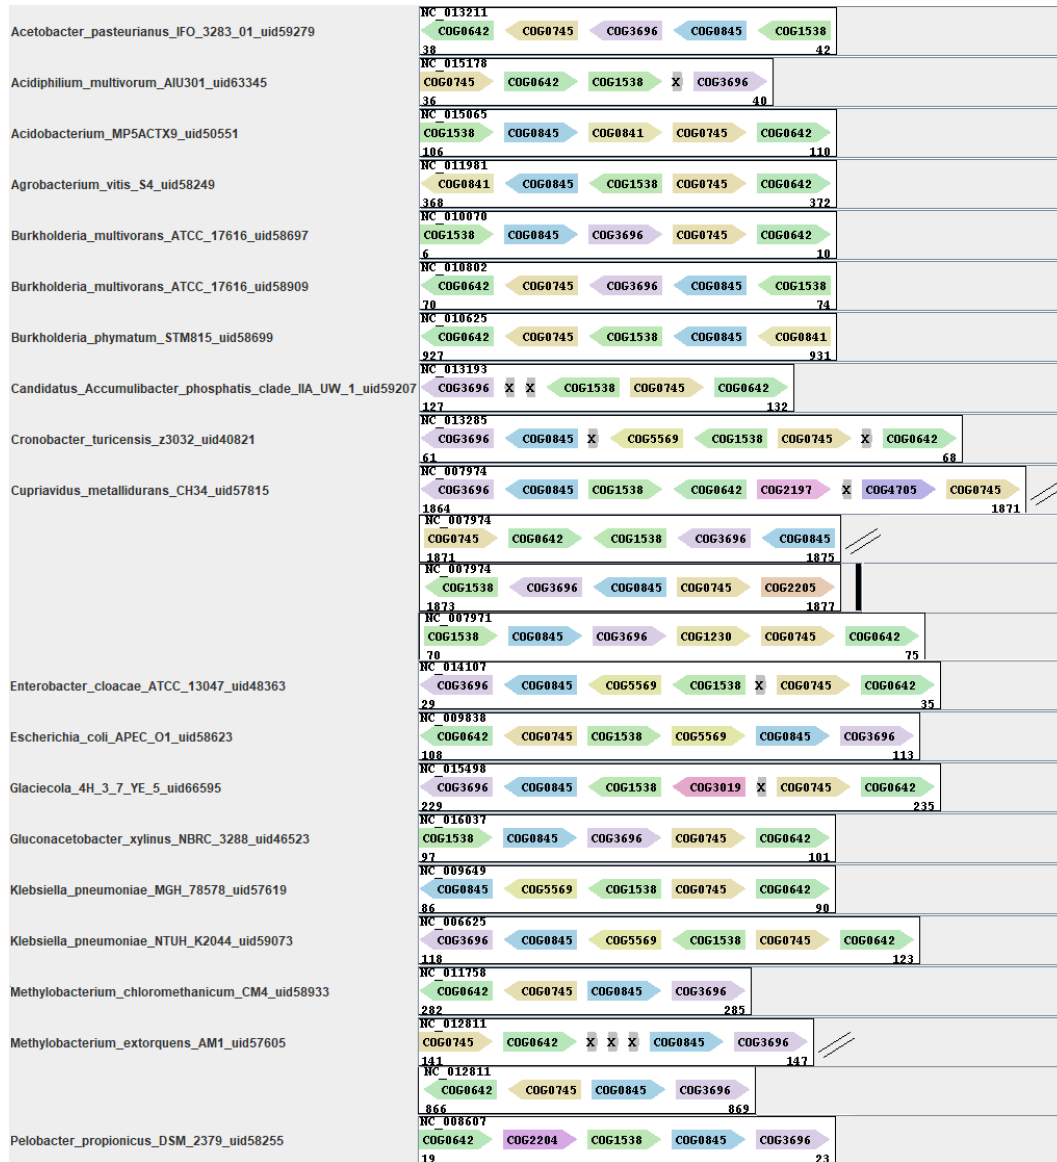 Acetobacter_pasteurianus_IFO_3283_01_uid59279
NC_013211
COG0642 COG0745 COG3696 COG0845 COG1538
38 42
Acidiphilium_multivorum_AIU301_uid63345
NC_015178
COG0745 COG0642 COG1538 X COG3696
36 40
Acidobacterium_MP5ACTX9_uid50551
NC_015065
COG1538 COG0845 COG0841 COG0745 COG0642
106 110
Agrobacterium_vitis_S4_uid58249
NC_011981
COG0841 COG0845 COG1538 COG0745 COG0642
368 372
Burkholderia_multivorans_ATCC_17616_uid58697
NC_010070
COG1538 COG0845 COG3696 COG0745 COG0642
6 10
Burkholderia_multivorans_ATCC_17616_uid58909
NC_010802
COG0642 COG0745 COG3696 COG0845 COG1538
70 74
Burkholderia_phymatum_STM815_uid58699
NC_010625
COG0642 COG0745 COG1538 COG0845 COG0841
927 931
Candidatus_Accumulibacter_phosphatis_clade_IIA_UW_1_uid59207
NC_013193
COG3696 X X COG1538 COG0745 COG0642
127 132
Cronobacter_turicensis_z3032_uid40821
NC_013285
COG3696 COG0845 X COG5569 COG1538 COG0745 X COG0642
61 68
Cupriavidus_metallidurans_CH34_uid57815
NC_007974
COG3696 COG0845 COG1538 COG0642 COG2197 X COG4705 COG0745
1864 1871
NC_007974
COG0745 COG0642 COG1538 COG3696 COG0845
1871 1875
NC_007974
COG1538 COG3696 COG0845 COG0745 COG2205
1873 1877
NC_007971
COG1538 COG0845 COG3696 COG1230 COG0745 COG0642
70 75
Enterobacter_cloacae_ATCC_13047_uid48363
NC_014107
COG3696 COG0845 COG5569 COG1538 X COG0745 COG0642
29 35
Escherichia_coli_APEC_O1_uid58623
NC_009838
COG0642 COG0745 COG1538 COG5569 COG0845 COG3696
108 113
Glaciecola_4H_3_7_YE_5_uid66595
NC_015498
COG3696 COG0845 COG1538 COG3019 X COG0745 COG0642
229 235
Gluconacetobacter_xylinus_NBRC_3288_uid46523
NC_016037
COG1538 COG0845 COG3696 COG0745 COG0642
97 101
Klebsiella_pneumoniae_MGH_78578_uid57619
NC_009649
COG0845 COG5569 COG1538 COG0745 COG0642
86 90
Klebsiella_pneumoniae_NTUH_K2044_uid59073
NC_006625
COG3696 COG0845 COG5569 COG1538 COG0745 COG0642
118 123
Methylobacterium_chloromethanicum_CM4_uid58933
NC_011758
COG0642 COG0745 COG0845 COG3696
282 285
Methylobacterium_extorquens_AM1_uid57605
NC_012811
COG0745 COG0642 X X X COG0845 COG3696
141 147
NC_012811
COG0642 COG0745 COG0845 COG3696
866 869
Pelobacter_propionicus_DSM_2379_uid58255
NC_008607
COG0642 COG2204 COG1538 COG0845 COG3696
19 23